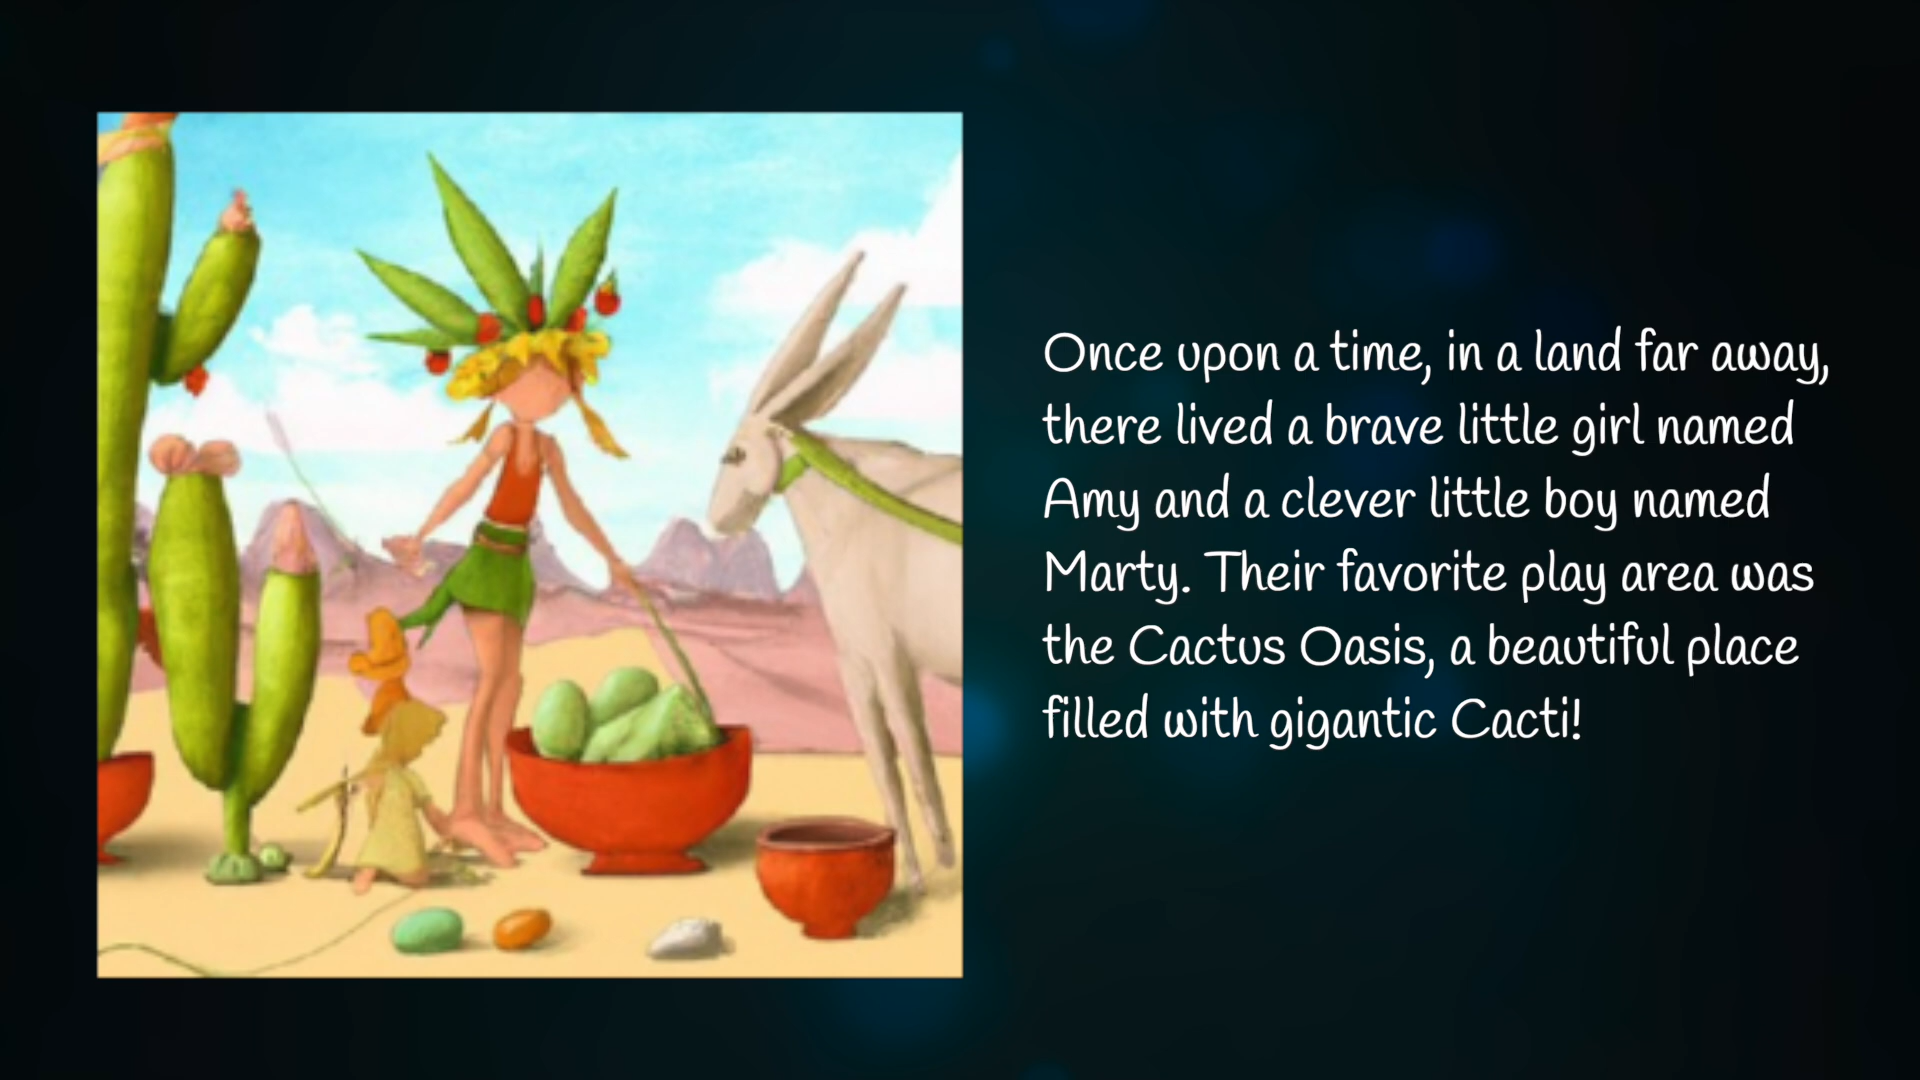 Once upon a time, in a land far away,
there lived a brave little girl named
Amy and a clever little boy named
Marty. Their favorite play area was
the Cactus Oasis, a beautiful place
filled with gigantic Cacti!